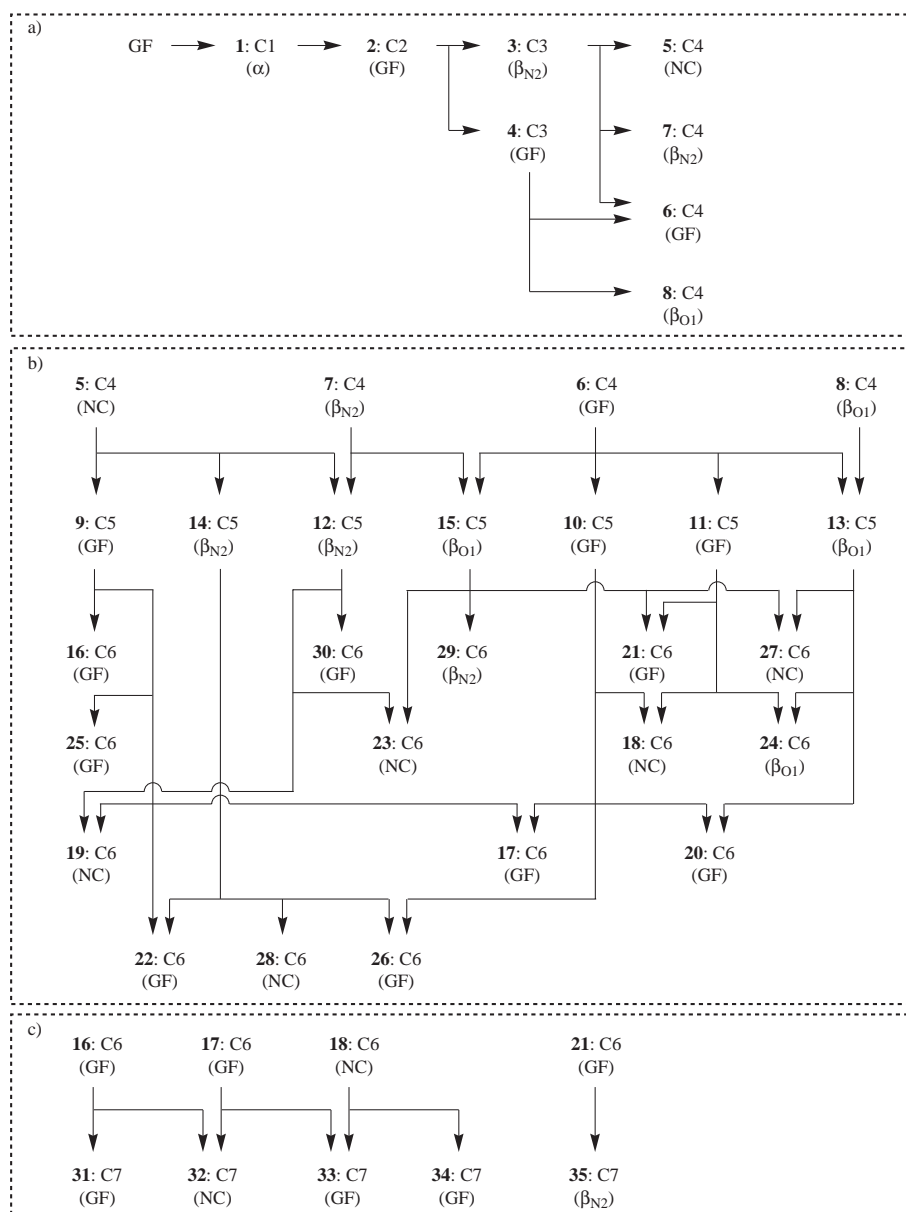 a)
GF 1: C1 2: C2 3: C3 5: C4
(α) (GF) (βN2) (NC)
4: C3 7: C4
(GF) (βN2)
6: C4
(GF)
8: C4
(βO1)
b)
5: C4 7: C4 6: C4 8: C4
(NC) (βN2) (GF) (βO1)
9: C5 14: C5 12: C5 15: C5 10: C5 11: C5 13: C5
(GF) (βN2) (βN2) (βO1) (GF) (GF) (βO1)
16: C6 30: C6 29: C6 21: C6 27: C6
(GF) (GF) (βN2) (GF) (NC)
25: C6 23: C6 18: C6 24: C6
(GF) (NC) (NC) (βO1)
19: C6 17: C6 20: C6
(NC) (GF) (GF)
22: C6 28: C6 26: C6
(GF) (NC) (GF)
c)
16: C6 17: C6 18: C6 21: C6
(GF) (GF) (NC) (GF)
31: C7 32: C7 33: C7 34: C7 35: C7
(GF) (NC) (GF) (GF) (βN2)